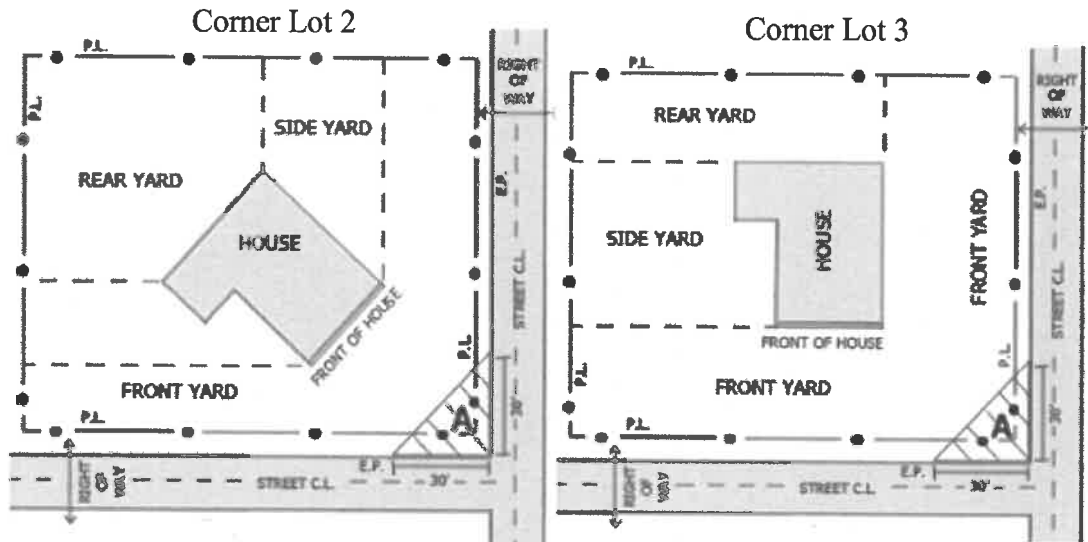 Corner Lot 2
P.L.
P.L.
SIDE YARD
REAR YARD
HOUSE
FRONT OF HOUSE
FRONT YARD
P.L.
P.L.
A
30'
E.P.
30'
STREET C.L.
RIGHT
OF
WAY
RIGHT
OF
WAY
E.P.
STREET C.L.
Corner Lot 3
P.L.
REAR YARD
SIDE YARD
HOUSE
FRONT YARD
FRONT OF HOUSE
FRONT YARD
P.L.
P.L.
P.L.
A
30'
E.P.
30'
STREET C.L.
RIGHT
OF
WAY
RIGHT
OF
WAY
E.P.
STREET C.L.